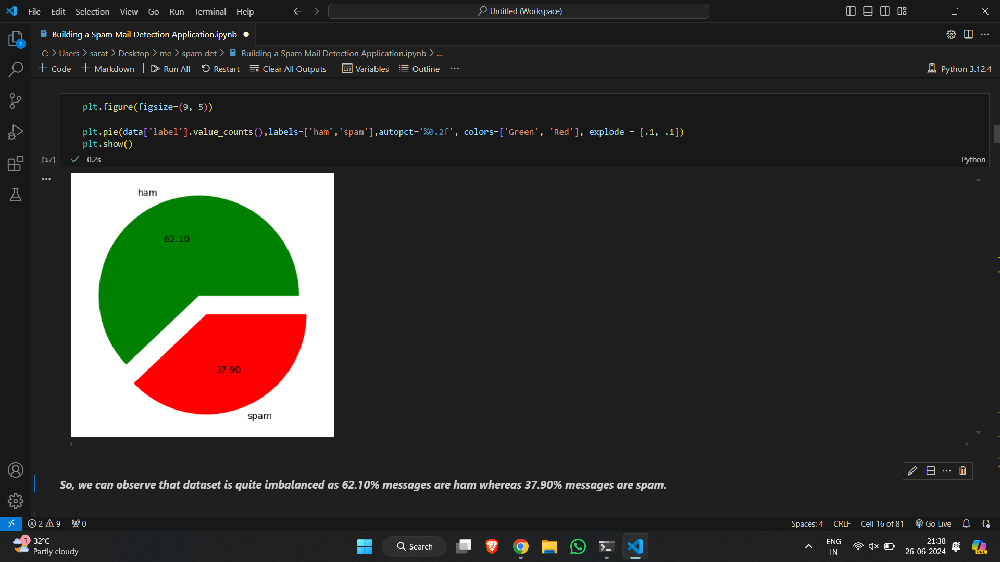 File Edit Selection View Go Run Terminal Help
Untitled (Workspace)
1
Building a Spam Mail Detection Application.ipynb
C: > Users > sarat > Desktop > me > spam det > Building a Spam Mail Detection Application.ipynb > ...
+ Code + Markdown | Run All Restart Clear All Outputs | Variables Outline ...
Python 3.12.4
plt.figure(figsize=(9, 5))
plt.pie(data['label'].value_counts(),labels=['ham','spam'],autopct='%0.2f', colors=['Green', 'Red'], explode = [.1, .1])
plt.show()
[17] 0.2s
Python
...
ham
62.10
37.90
spam
So, we can observe that dataset is quite imbalanced as 62.10% messages are ham whereas 37.90% messages are spam.
2 9 0
Spaces: 4 CRLF Cell 16 of 81 Go Live
1
32°C
Partly cloudy
Search
ENG
IN
21:38
26-06-2024
PRE